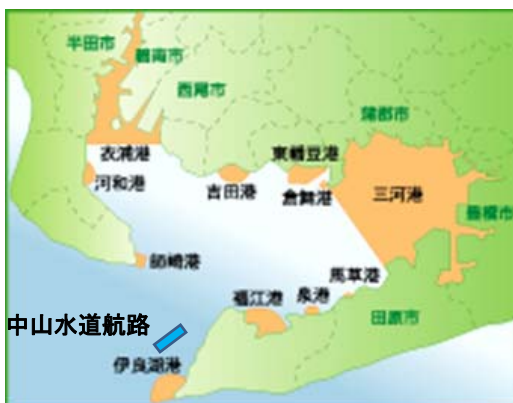 半田市
碧南市
西尾市
蒲郡市
衣浦港
東幡豆港
河和港
吉田港
倉舞港
三河港
豊橋市
師崎港
馬草港
福江港
泉港
田原市
中山水道航路
伊良湖港